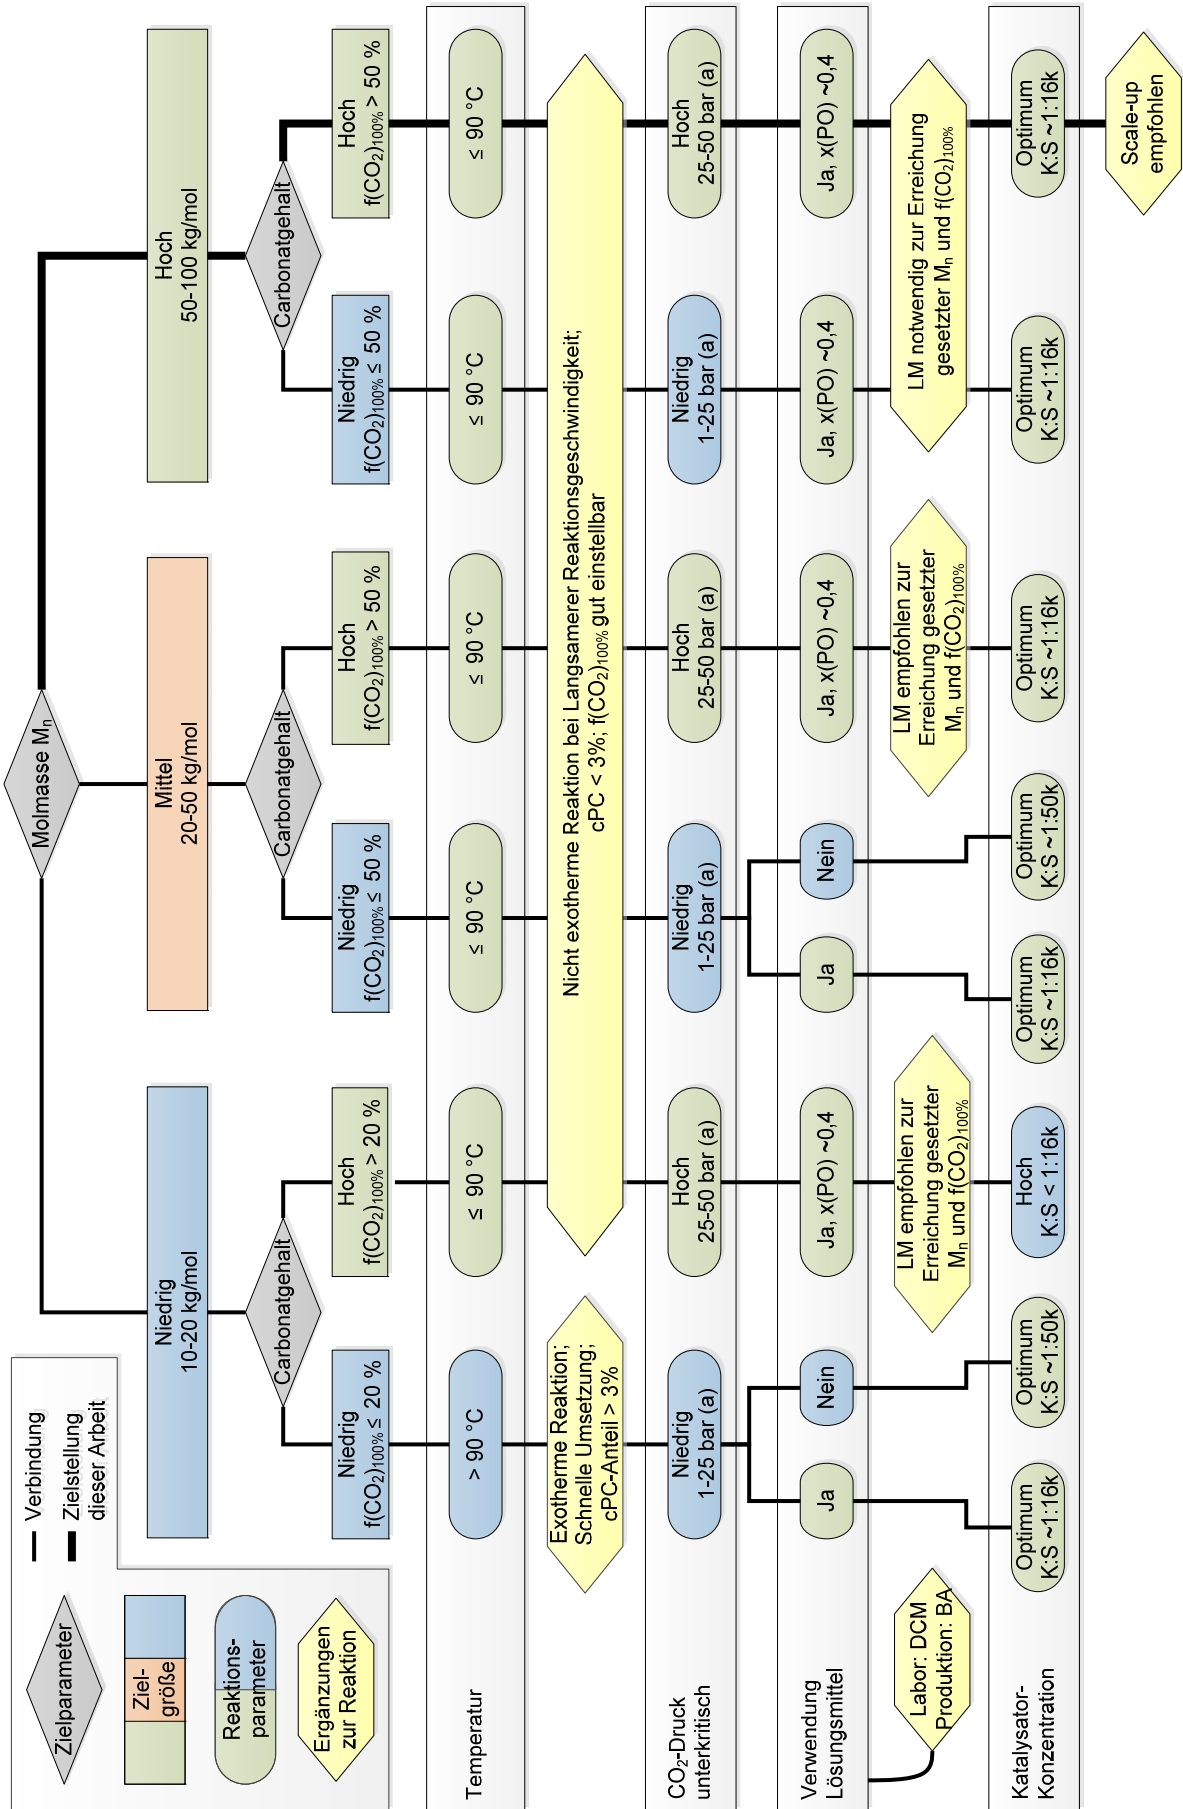 Zielparameter
Ziel-
größe
Reaktions-
parameter
Ergänzungen
zur Reaktion
Verbindung
Zielstellung
dieser Arbeit
Molmasse Mₙ
Niedrig
10-20 kg/mol
Mittel
20-50 kg/mol
Hoch
50-100 kg/mol
Carbonatgehalt
Carbonatgehalt
Carbonatgehalt
Niedrig
f(CO₂)₁₀₀% ≤ 20 %
Hoch
f(CO₂)₁₀₀% > 20 %
Niedrig
f(CO₂)₁₀₀% ≤ 50 %
Hoch
f(CO₂)₁₀₀% > 50 %
Niedrig
f(CO₂)₁₀₀% ≤ 50 %
Hoch
f(CO₂)₁₀₀% > 50 %
Temperatur
> 90 °C
≤ 90 °C
≤ 90 °C
≤ 90 °C
≤ 90 °C
≤ 90 °C
Exotherme Reaktion;
Schnelle Umsetzung;
cPC-Anteil > 3%
Nicht exotherme Reaktion bei Langsamerer Reaktionsgeschwindigkeit;
cPC < 3%; f(CO₂)₁₀₀% gut einstellbar
CO₂-Druck
unterkritisch
Niedrig
1-25 bar (a)
Hoch
25-50 bar (a)
Niedrig
1-25 bar (a)
Hoch
25-50 bar (a)
Niedrig
1-25 bar (a)
Hoch
25-50 bar (a)
Verwendung
Lösungsmittel
Ja
Nein
Ja, x(PO) ~0,4
Ja
Nein
Ja, x(PO) ~0,4
Ja, x(PO) ~0,4
Ja, x(PO) ~0,4
Labor: DCM
Produktion: BA
LM empfohlen zur
Erreichung gesetzter
Mₙ und f(CO₂)₁₀₀%
LM empfohlen zur
Erreichung gesetzter
Mₙ und f(CO₂)₁₀₀%
LM notwendig zur Erreichung
gesetzter Mₙ und f(CO₂)₁₀₀%
Katalysator-
Konzentration
Optimum
K:S ~1:16k
Optimum
K:S ~1:50k
Hoch
K:S < 1:16k
Optimum
K:S ~1:16k
Optimum
K:S ~1:50k
Optimum
K:S ~1:16k
Optimum
K:S ~1:16k
Optimum
K:S ~1:16k
Scale-up
empfohlen